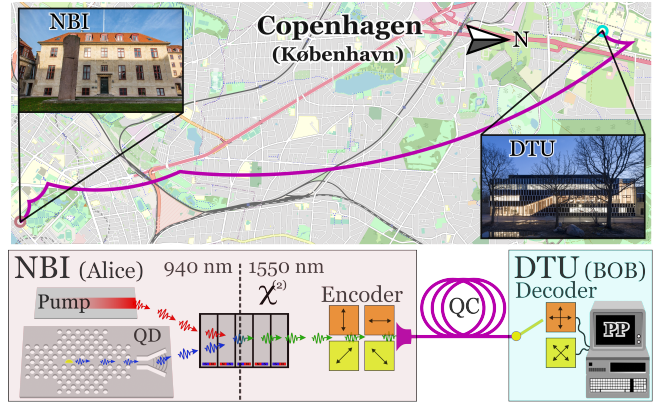 NBI
Copenhagen
(København)
N
DTU
NBI (Alice)
940 nm
1550 nm
χ⁽²⁾
Pump
QD
Encoder
QC
DTU (BOB)
Decoder
PP